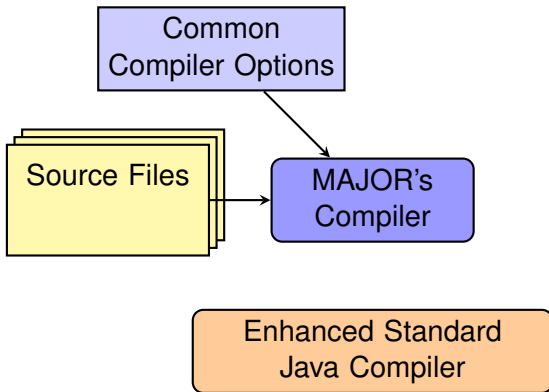 Common
Compiler Options
Source Files
MAJOR's
Compiler
Enhanced Standard
Java Compiler